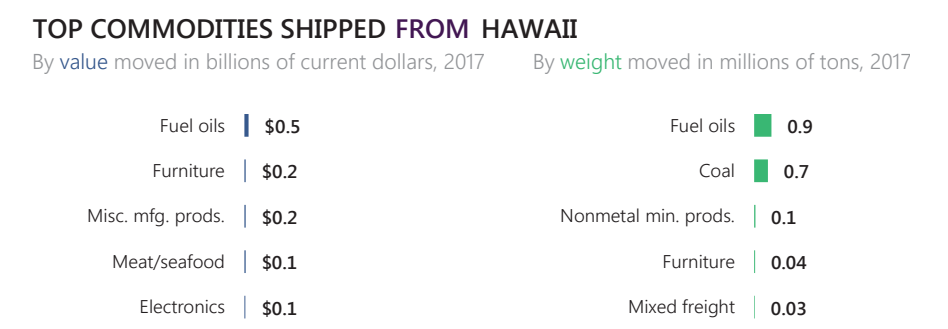 TOP COMMODITIES SHIPPED FROM HAWAII
By value moved in billions of current dollars, 2017
Fuel oils $0.5
Furniture $0.2
Misc. mfg. prods. $0.2
Meat/seafood $0.1
Electronics $0.1
By weight moved in millions of tons, 2017
Fuel oils 0.9
Coal 0.7
Nonmetal min. prods. 0.1
Furniture 0.04
Mixed freight 0.03